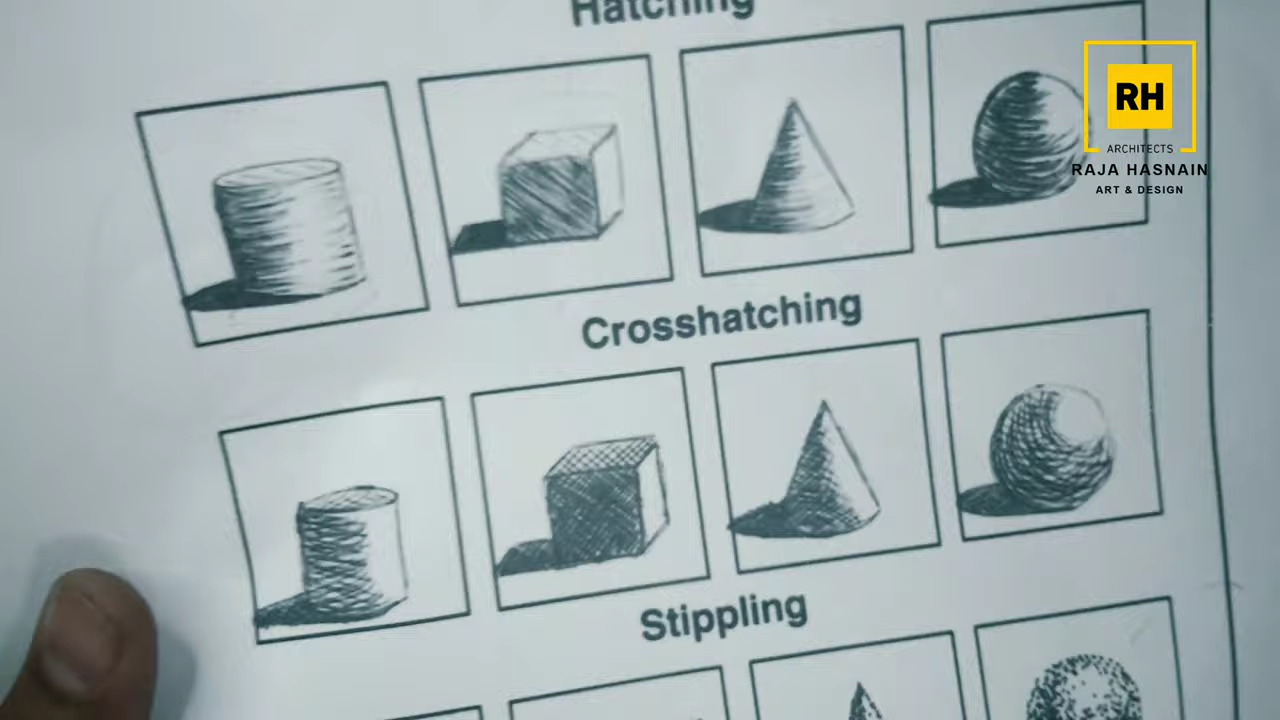 Hatching
RH
ARCHITECTS
RAJA HASNAIN
ART & DESIGN
Crosshatching
Stippling